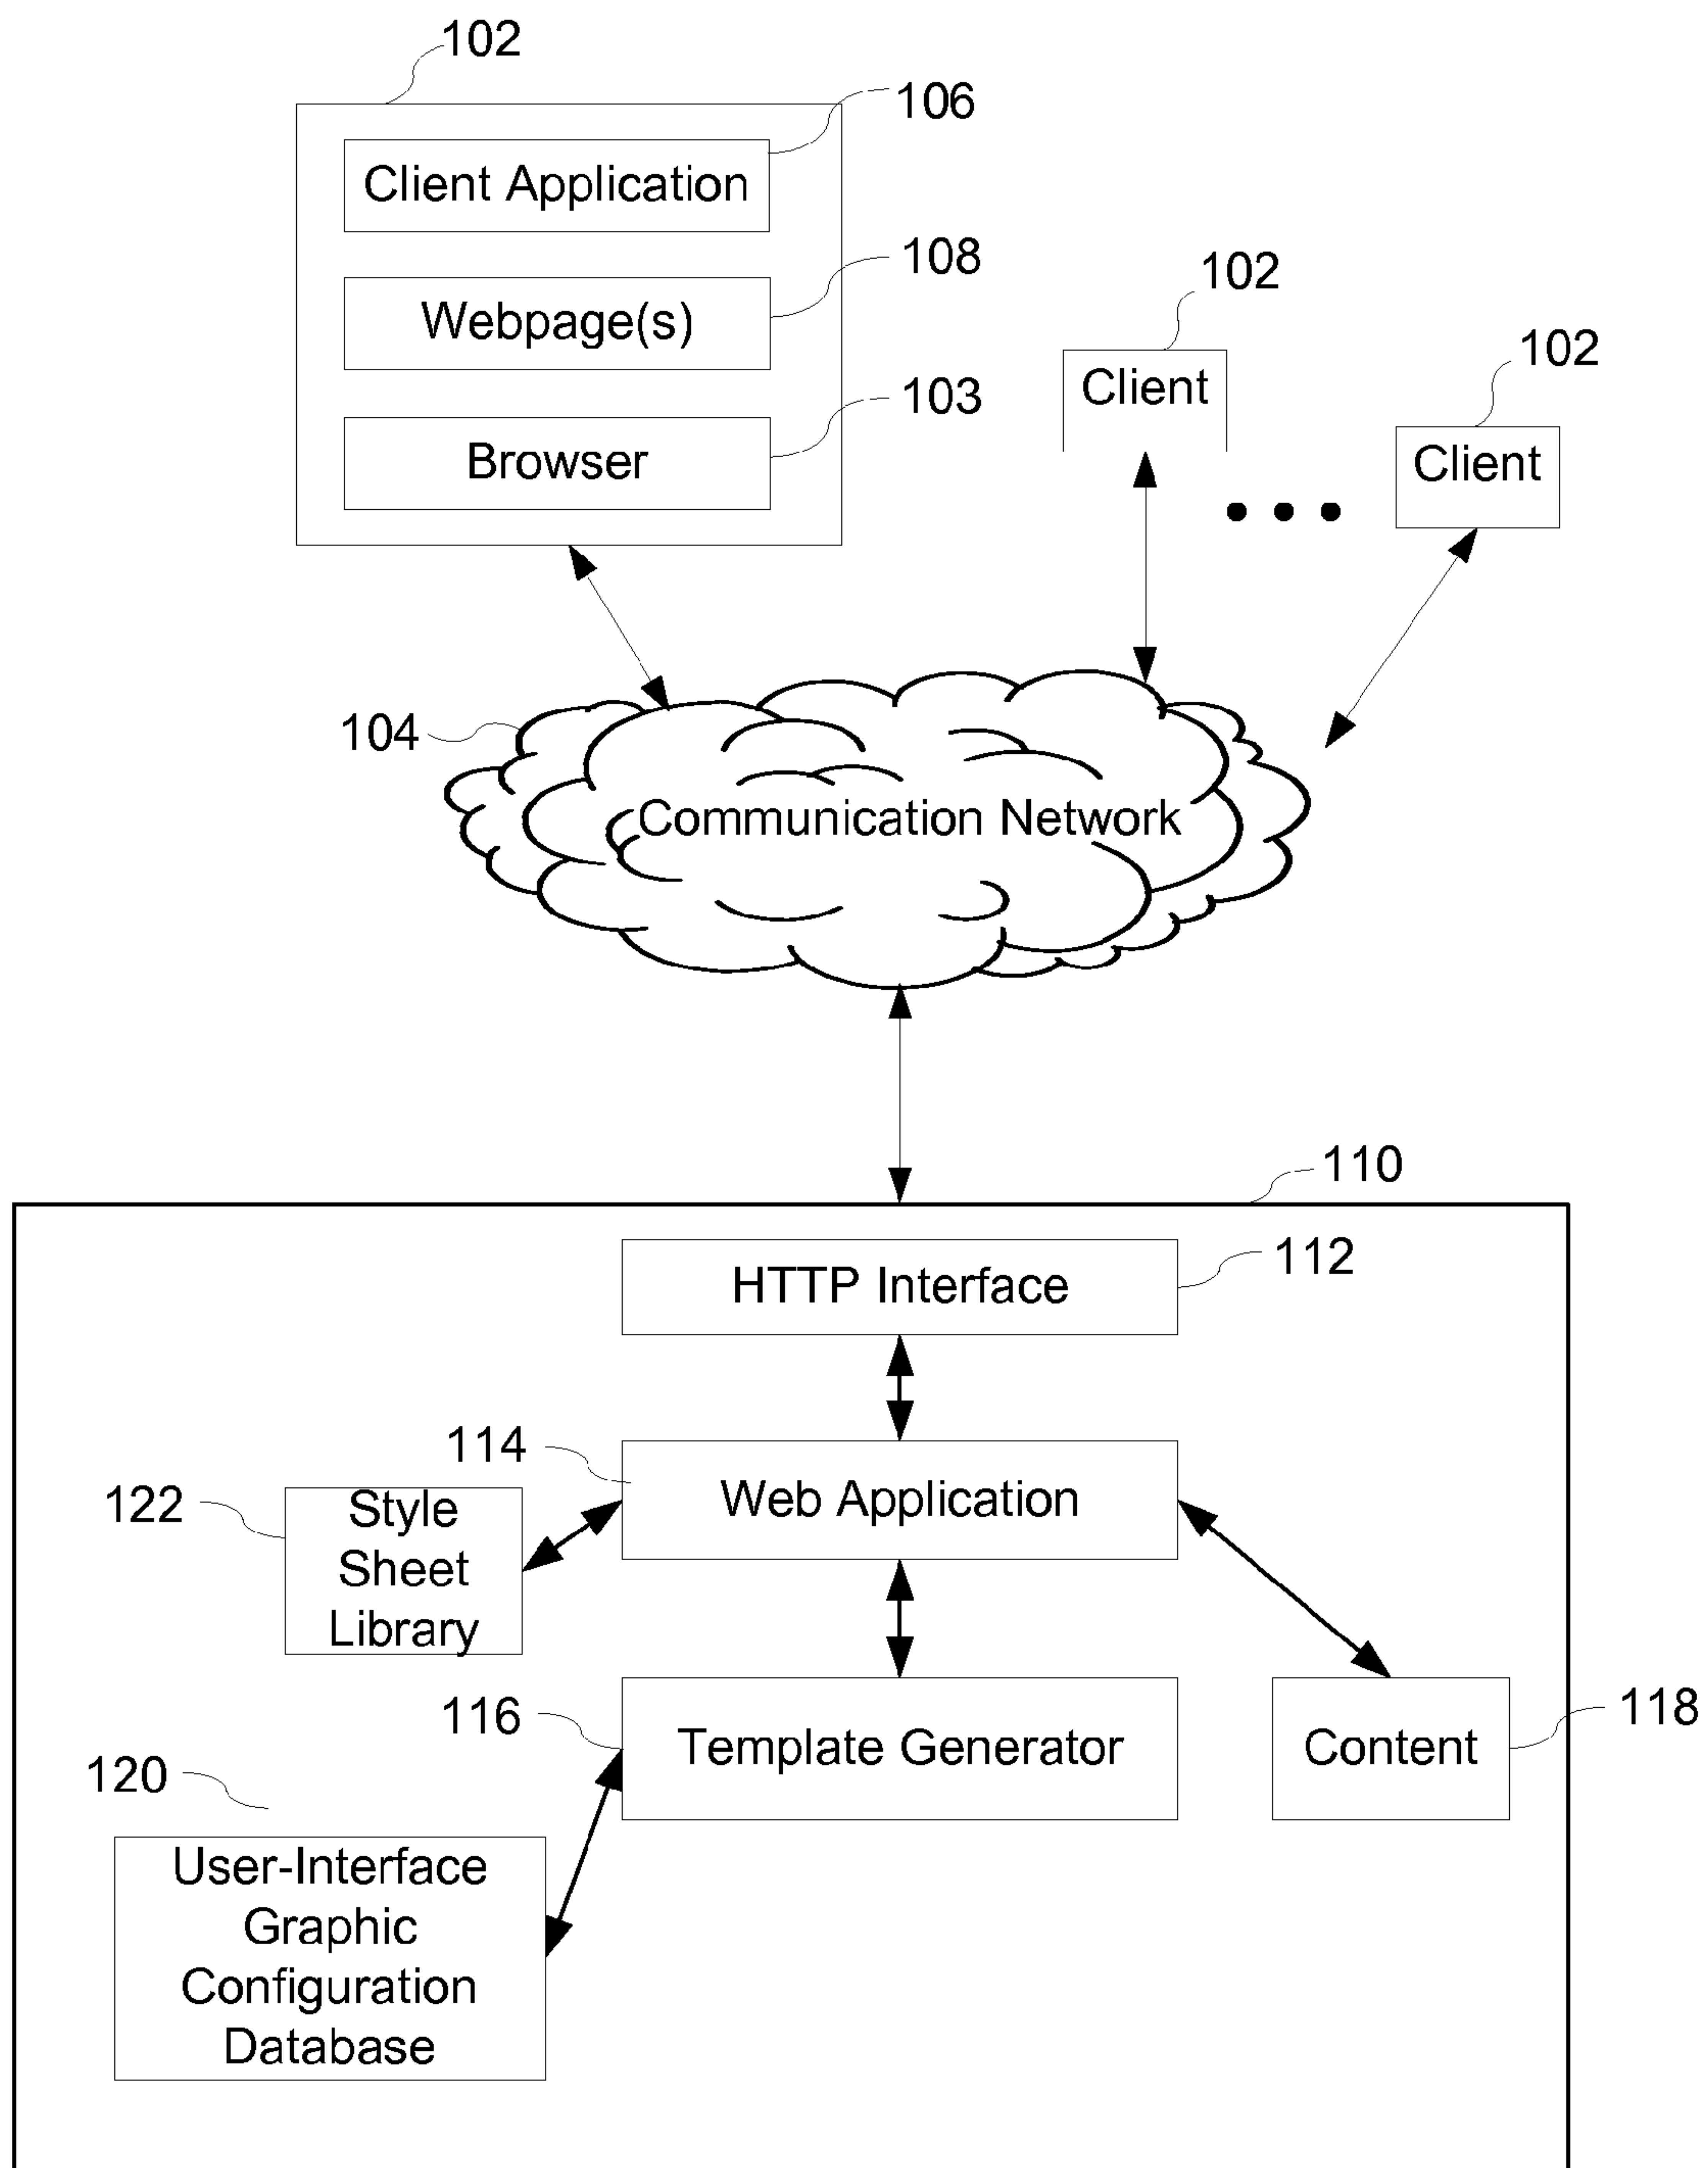 102
106
Client Application
108
Webpage(s)
103
Browser
102
Client
102
Client
104
Communication Network
110
HTTP Interface
112
114
Web Application
122
Style
Sheet
Library
116
Template Generator
118
Content
120
User-Interface
Graphic
Configuration
Database